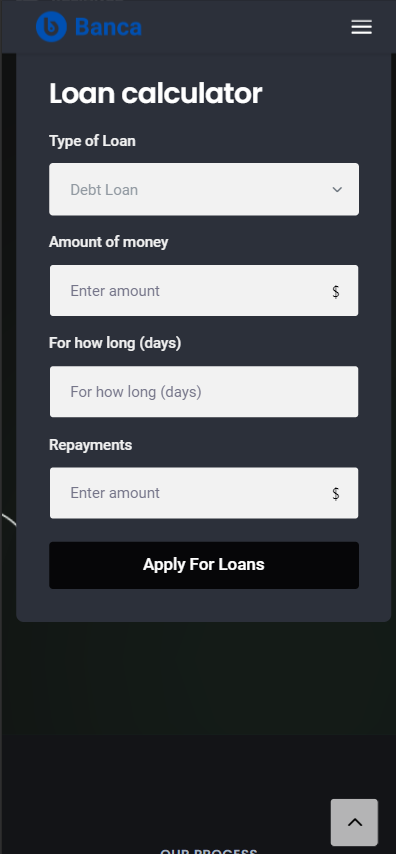 Banca
Loan calculator
Type of Loan
Debt Loan
Amount of money
Enter amount
$
For how long (days)
For how long (days)
Repayments
Enter amount
$
Apply For Loans
OUR PROCESS